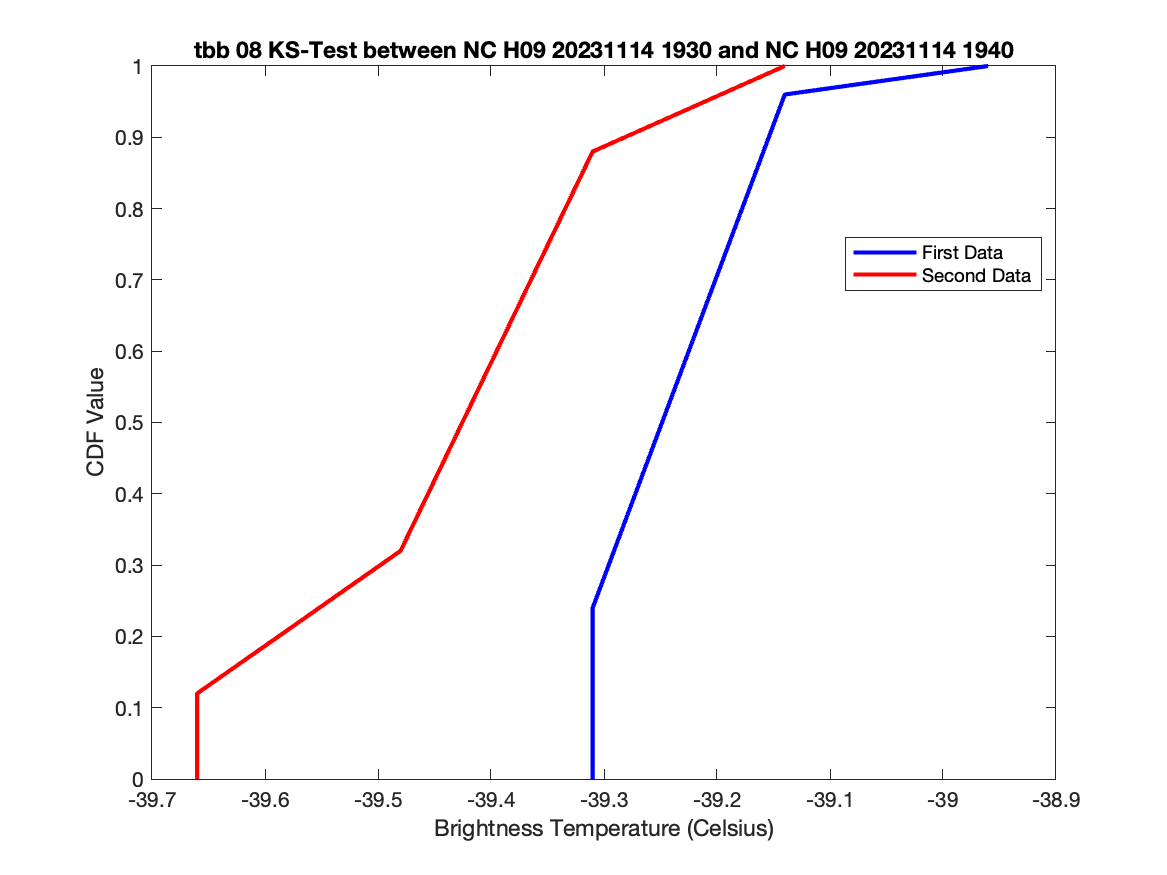 tbb 08 KS-Test between NC H09 20231114 1930 and NC H09 20231114 1940
1
0.9
0.8
0.7
0.6
0.5
0.4
0.3
0.2
0.1
0
CDF Value
First Data
Second Data
-39.7 -39.6 -39.5 -39.4 -39.3 -39.2 -39.1 -39 -38.9
Brightness Temperature (Celsius)